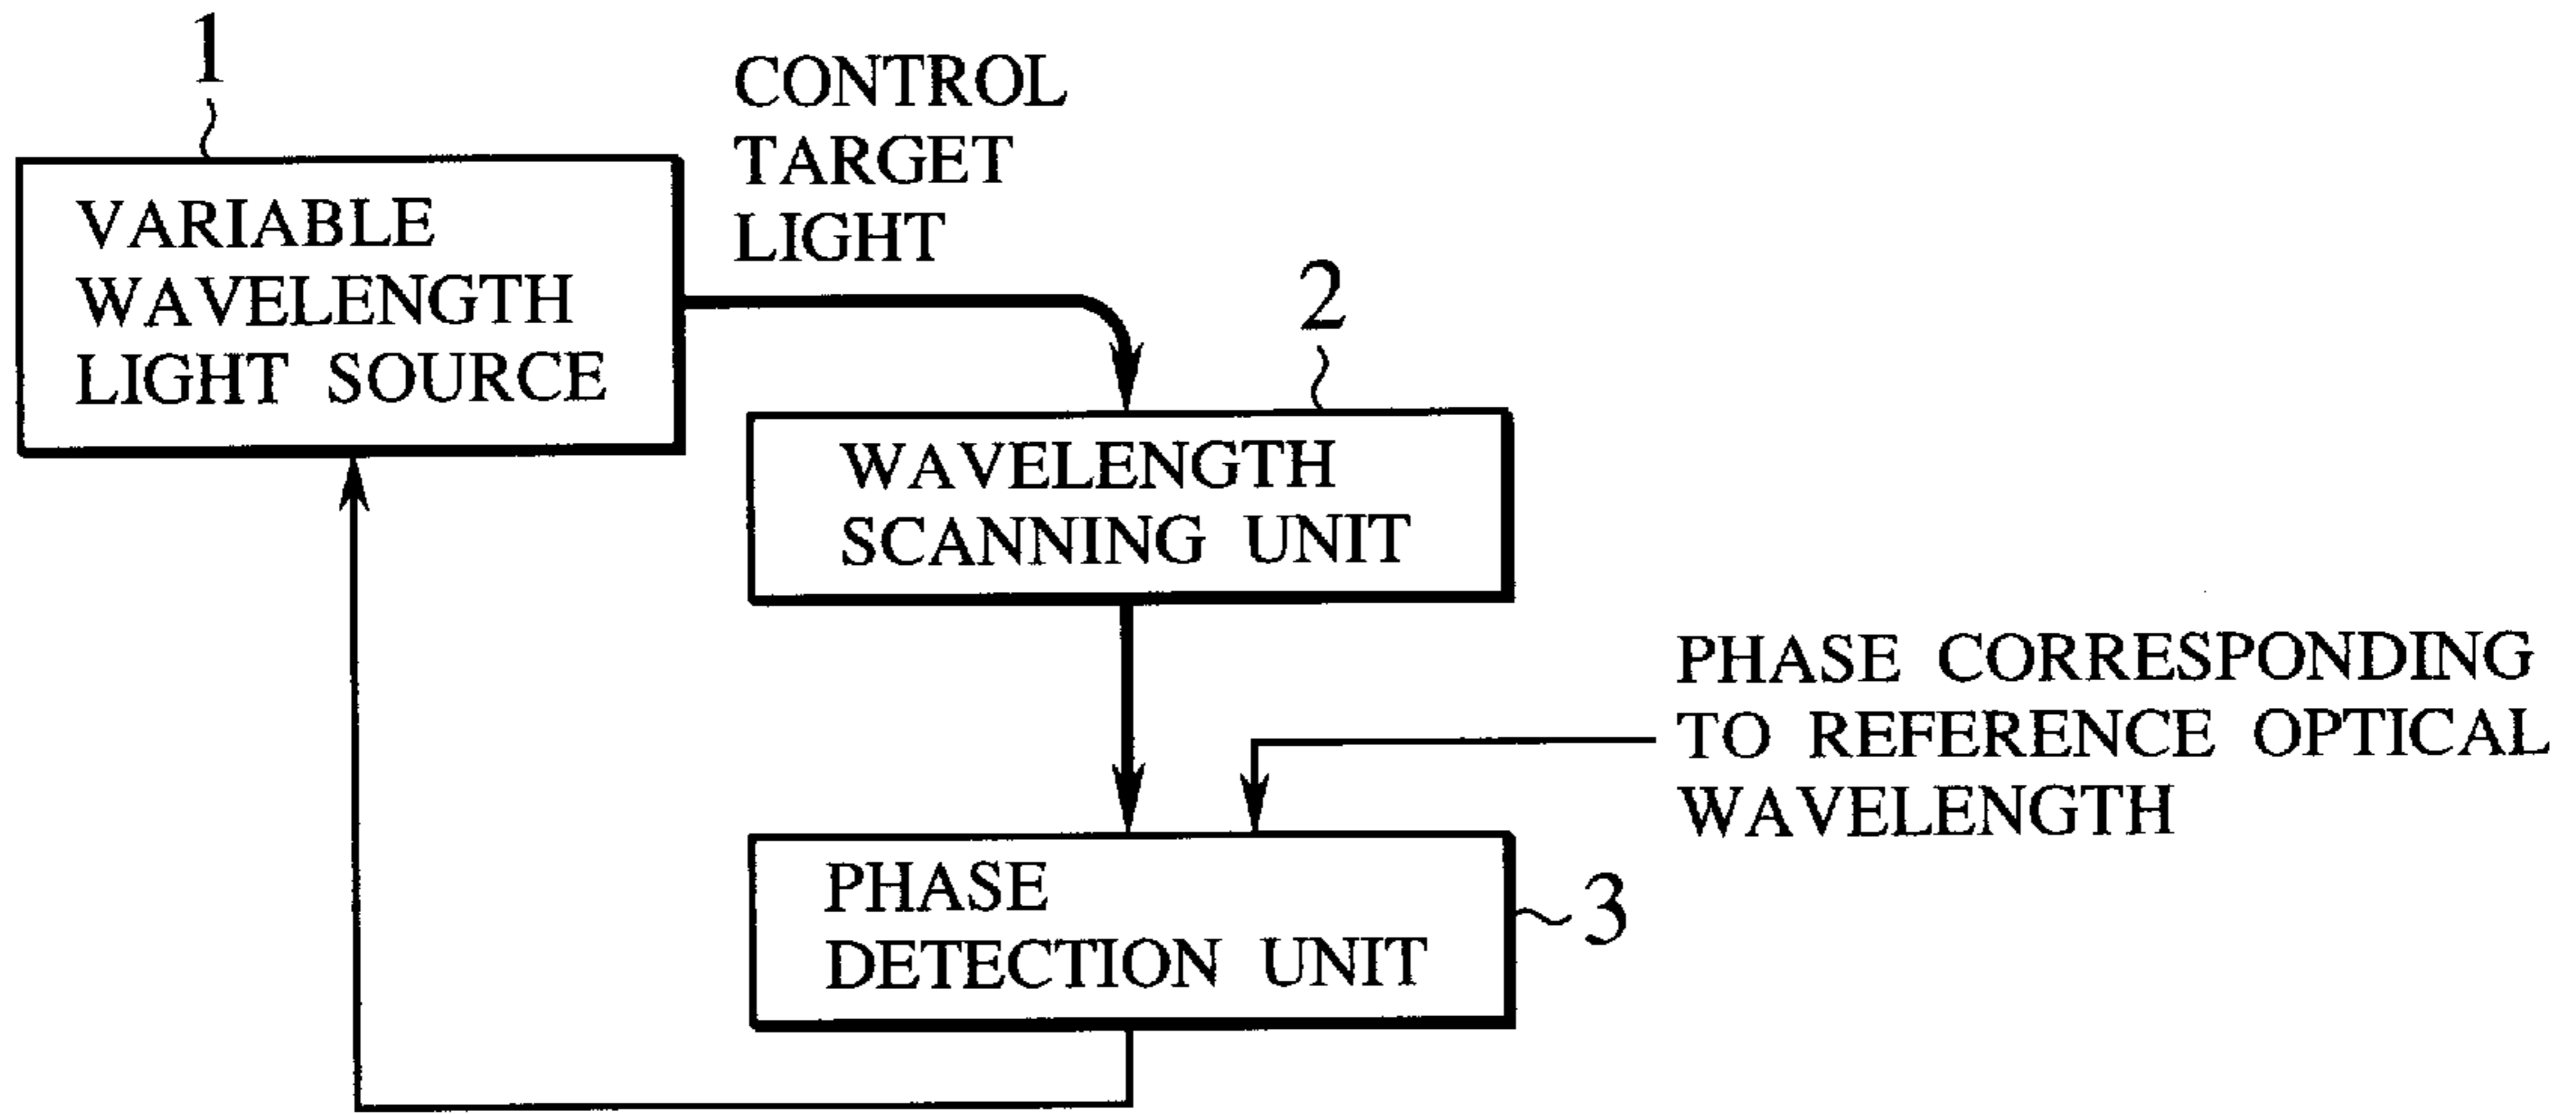 1
CONTROL
TARGET
LIGHT
VARIABLE
WAVELENGTH
LIGHT SOURCE
2
WAVELENGTH
SCANNING UNIT
PHASE CORRESPONDING
TO REFERENCE OPTICAL
WAVELENGTH
PHASE
DETECTION UNIT
3